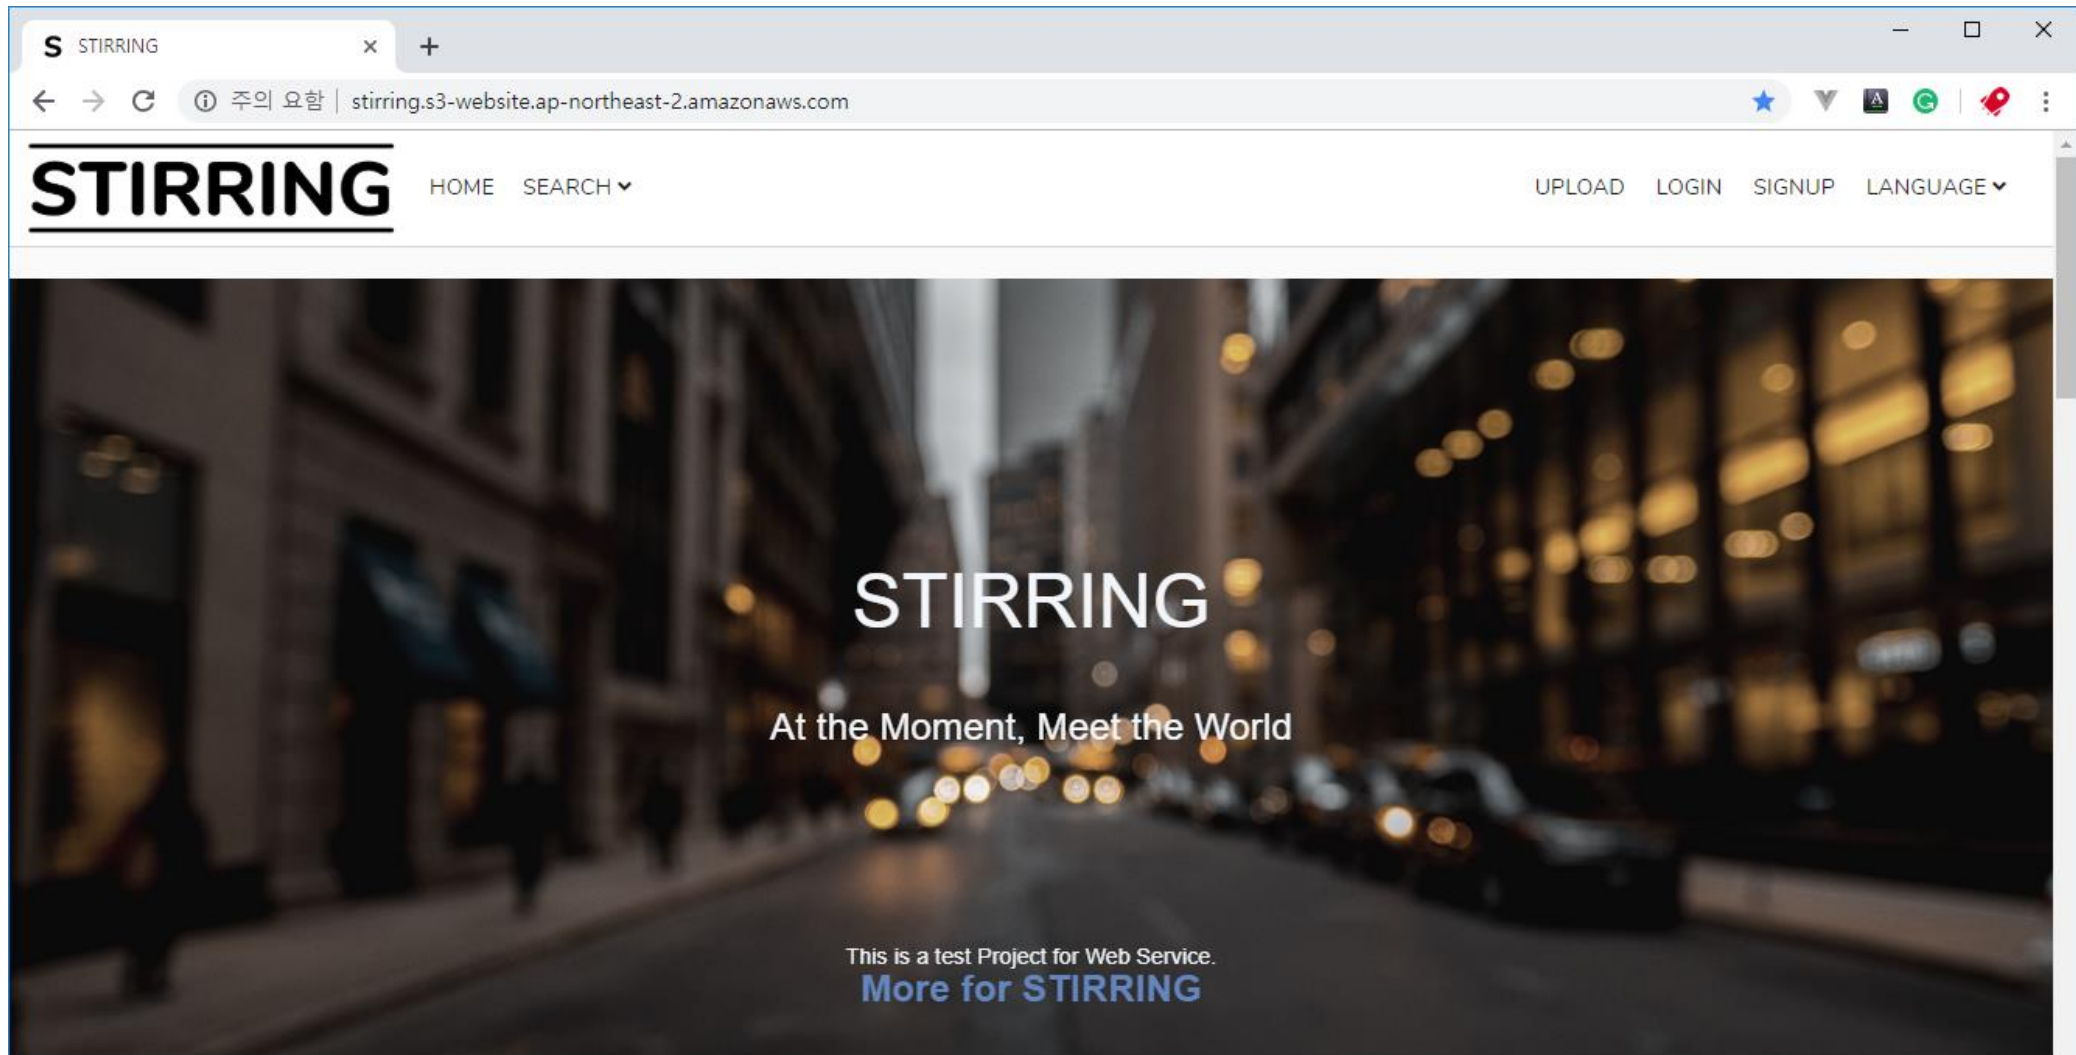 S STIRRING
주의 요함 | stirring.s3-website.ap-northeast-2.amazonaws.com
STIRRING HOME SEARCH UPLOAD LOGIN SIGNUP LANGUAGE
STIRRING
At the Moment, Meet the World
This is a test Project for Web Service.
More for STIRRING